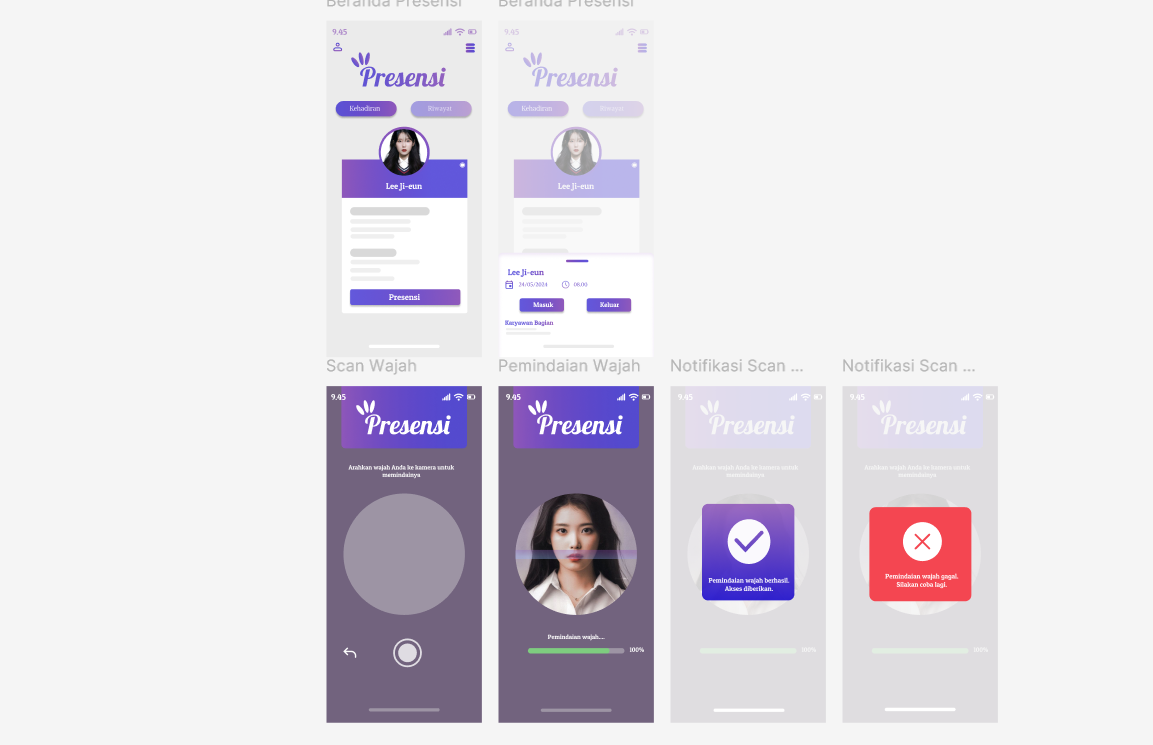 Beranda Presensi
Beranda Presensi
9.45
Presensi
Kehadiran
Riwayat
Lee Ji-eun
Presensi
9.45
Presensi
Kehadiran
Riwayat
Lee Ji-eun
Lee Ji-eun
24/05/2024
08.00
Masuk
Keluar
Karyawan Bagian
Scan Wajah
Pemindaian Wajah
Notifikasi Scan ...
Notifikasi Scan ...
9.45
Presensi
Arahkan wajah Anda ke kamera untuk
memindainya
9.45
Presensi
Pemindaian wajah...
100%
9.45
Presensi
Arahkan wajah Anda ke kamera untuk
memindainya
Pemindaian wajah berhasil.
Akses diberikan.
100%
9.45
Presensi
Arahkan wajah Anda ke kamera untuk
memindainya
Pemindaian wajah gagal.
Silakan coba lagi.
100%